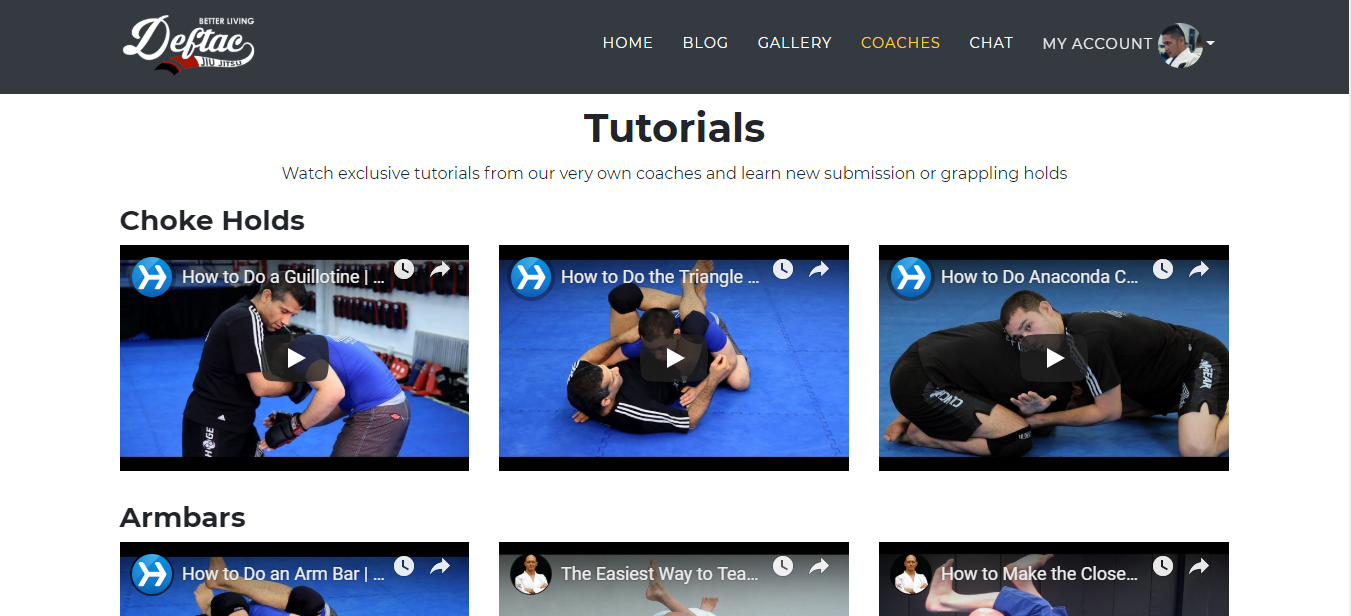 BETTER LIVING
Deftac
JIU JITSU
HOME BLOG GALLERY COACHES CHAT MY ACCOUNT
Tutorials
Watch exclusive tutorials from our very own coaches and learn new submission or grappling holds
Choke Holds
How to Do a Guillotine | ...
How to Do the Triangle ...
How to Do Anaconda C...
Armbars
How to Do an Arm Bar | ...
The Easiest Way to Tea...
How to Make the Close...